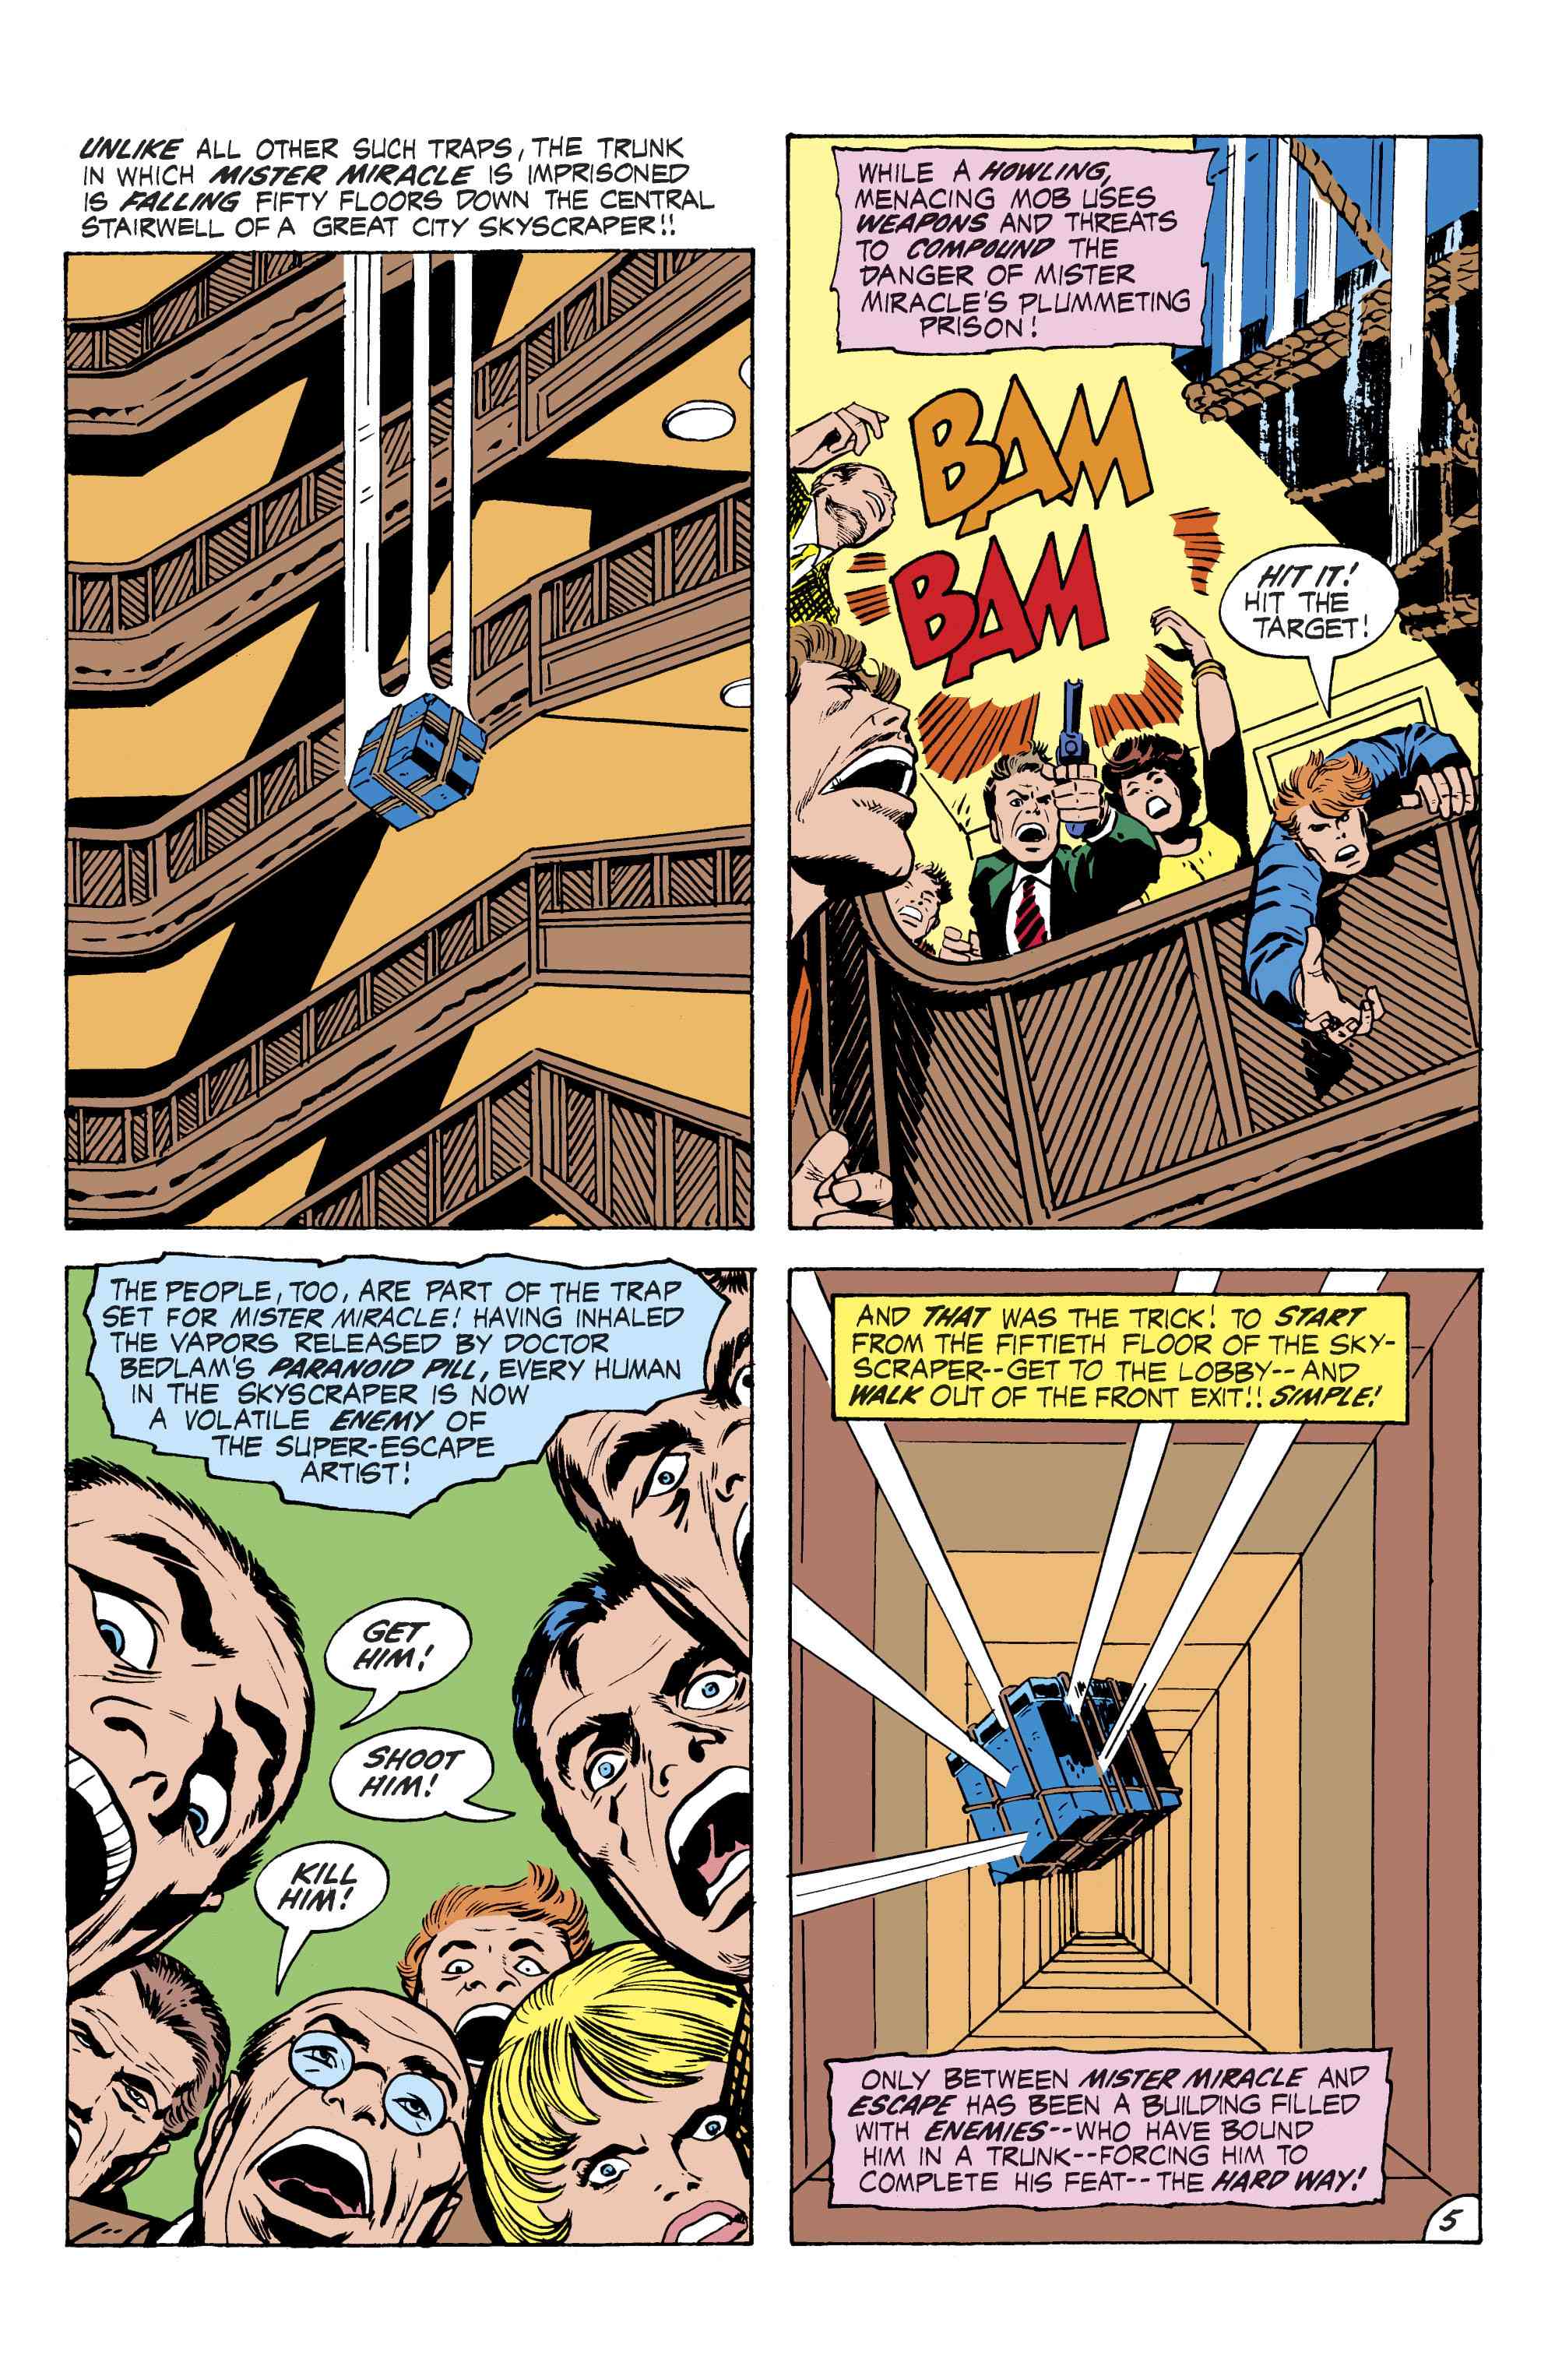 UNLIKE ALL OTHER SUCH TRAPS, THE TRUNK
IN WHICH MISTER MIRACLE IS IMPRISONED
IS FALLING FIFTY FLOORS DOWN THE CENTRAL
STAIRWELL OF A GREAT CITY SKYSCRAPER!!
WHILE A HOWLING,
MENACING MOB USES
WEAPONS AND THREATS
TO COMPOUND THE
DANGER OF MISTER
MIRACLE'S PLUMMETING
PRISON!
BAM
BAM
HIT IT!
HIT THE
TARGET!
THE PEOPLE, TOO, ARE PART OF THE TRAP
SET FOR MISTER MIRACLE! HAVING INHALED
THE VAPORS RELEASED BY DOCTOR
BEDLAM'S PARANOID PILL, EVERY HUMAN
IN THE SKYSCRAPER IS NOW
A VOLATILE ENEMY OF
THE SUPER-ESCAPE
ARTIST!
GET
HIM!
SHOOT
HIM!
KILL
HIM!
AND THAT WAS THE TRICK! TO START
FROM THE FIFTIETH FLOOR OF THE SKY-
SCRAPER--GET TO THE LOBBY--AND
WALK OUT OF THE FRONT EXIT!! SIMPLE!
ONLY BETWEEN MISTER MIRACLE AND
ESCAPE HAS BEEN A BUILDING FILLED
WITH ENEMIES--WHO HAVE BOUND
HIM IN A TRUNK--FORCING HIM TO
COMPLETE HIS FEAT--THE HARD WAY!
5